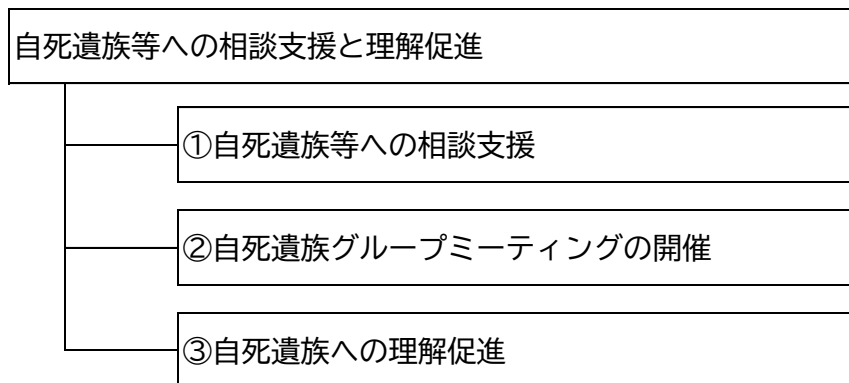 自死遺族等への相談支援と理解促進
①自死遺族等への相談支援
②自死遺族グループミーティングの開催
③自死遺族への理解促進